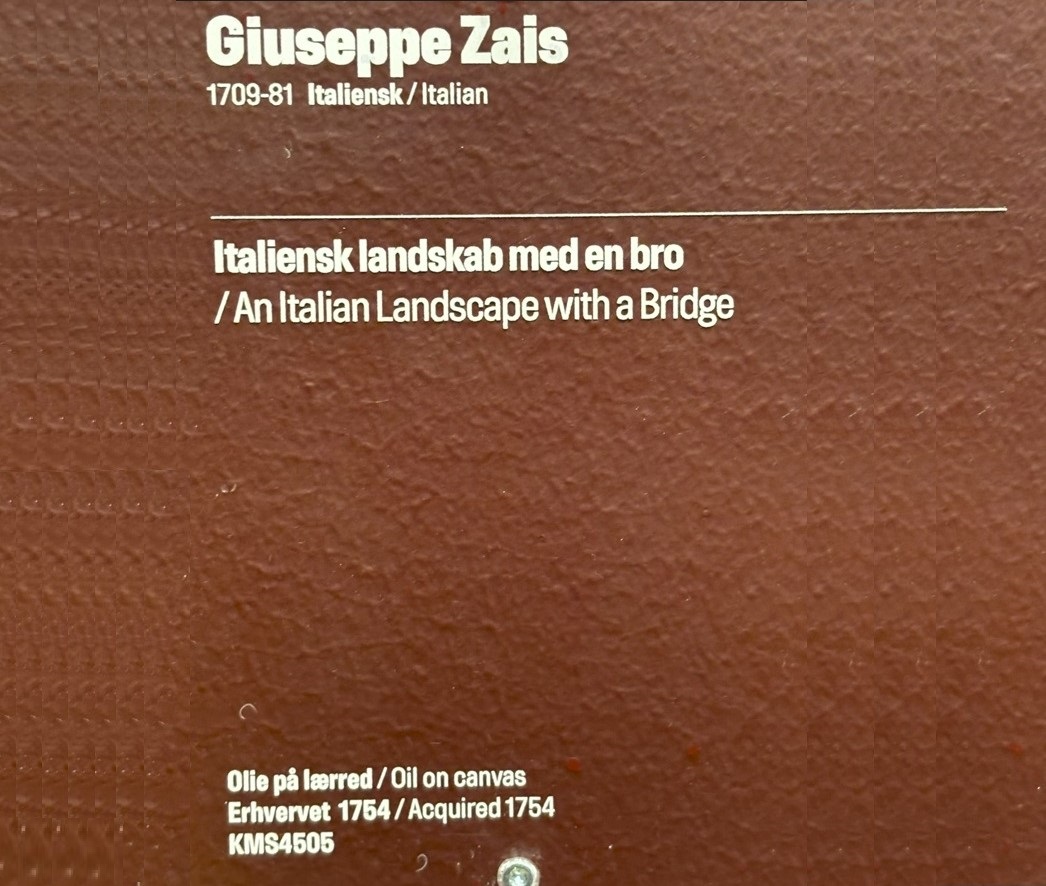 Giuseppe Zais
1709-81 Italiensk / Italian
Italiensk landskab med en bro
/ An Italian Landscape with a Bridge
Olie på lærred / Oil on canvas
Erhvervet 1754 / Acquired 1754
KMS4505